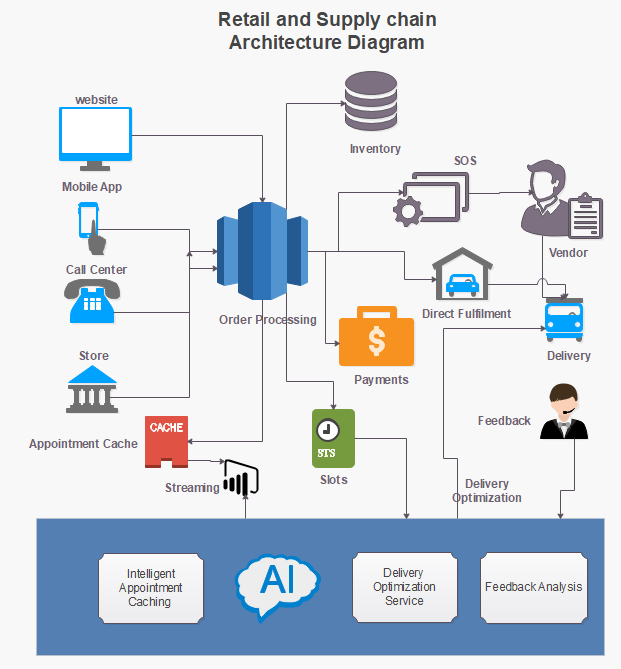 Retail and Supply chain
Architecture Diagram
website
Inventory
SOS
Mobile App
Vendor
Call Center
Order Processing
Direct Fulfilment
Delivery
Payments
Store
CACHE
Appointment Cache
STS
Feedback
Streaming
Slots
Delivery
Optimization
Intelligent
Appointment
Caching
AI
Delivery
Optimization
Service
Feedback Analysis